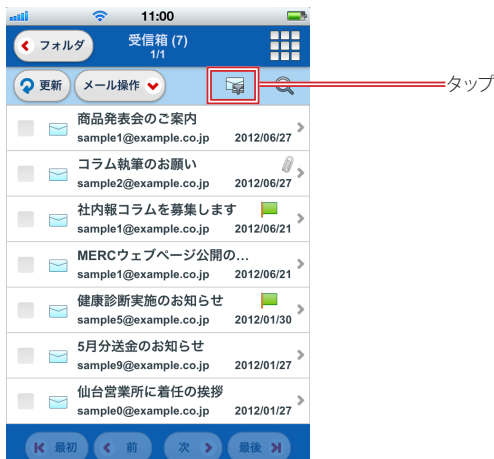 11:00
フォルダ
受信箱 (7)
1/1
更新
メール操作
タップ
商品発表会のご案内
sample1@example.co.jp 2012/06/27
コラム執筆のお願い
sample2@example.co.jp 2012/06/27
社内報コラムを募集します
sample1@example.co.jp 2012/06/21
MERCウェブページ公開の...
sample1@example.co.jp 2012/06/21
健康診断実施のお知らせ
sample5@example.co.jp 2012/01/30
5月分送金のお知らせ
sample9@example.co.jp 2012/01/27
仙台営業所に着任の挨拶
sample0@example.co.jp 2012/01/27
最初 前 次 最後